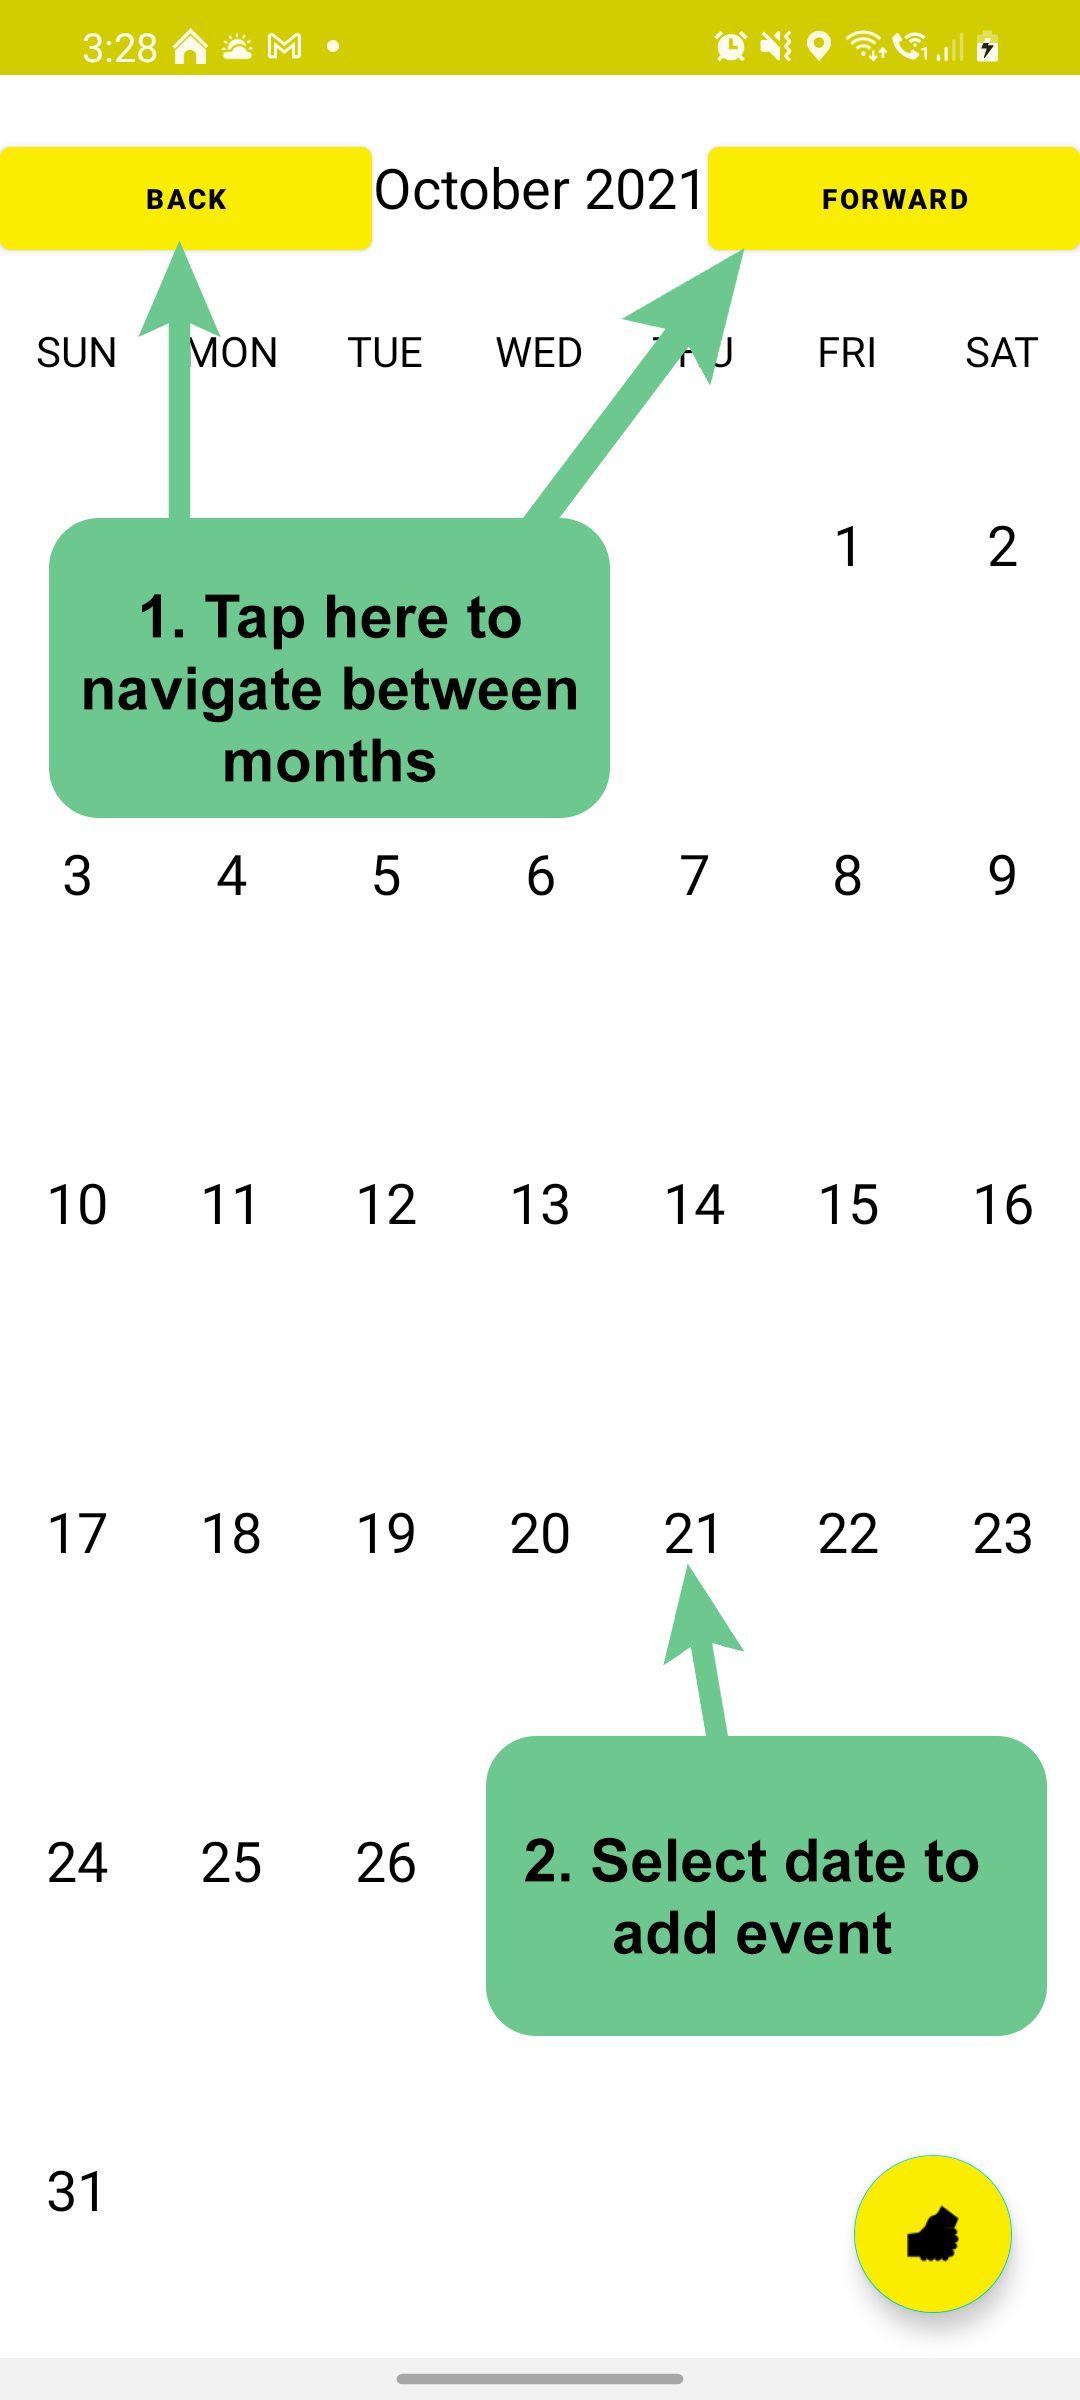 3:28
BACK October 2021 FORWARD
SUN MON TUE WED THU FRI SAT
1 2
1. Tap here to
navigate between
months
3 4 5 6 7 8 9
10 11 12 13 14 15 16
17 18 19 20 21 22 23
24 25 26
2. Select date to
add event
31